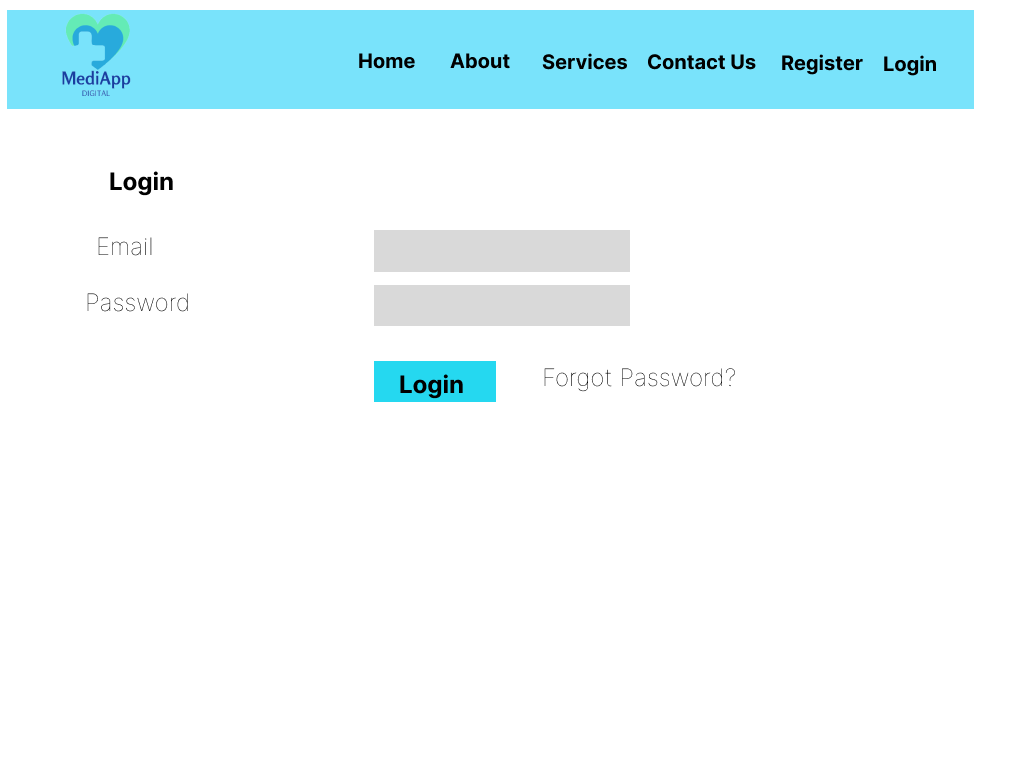 MediApp
DIGITAL
Home About Services Contact Us Register Login
Login
Email
Password
Login Forgot Password?